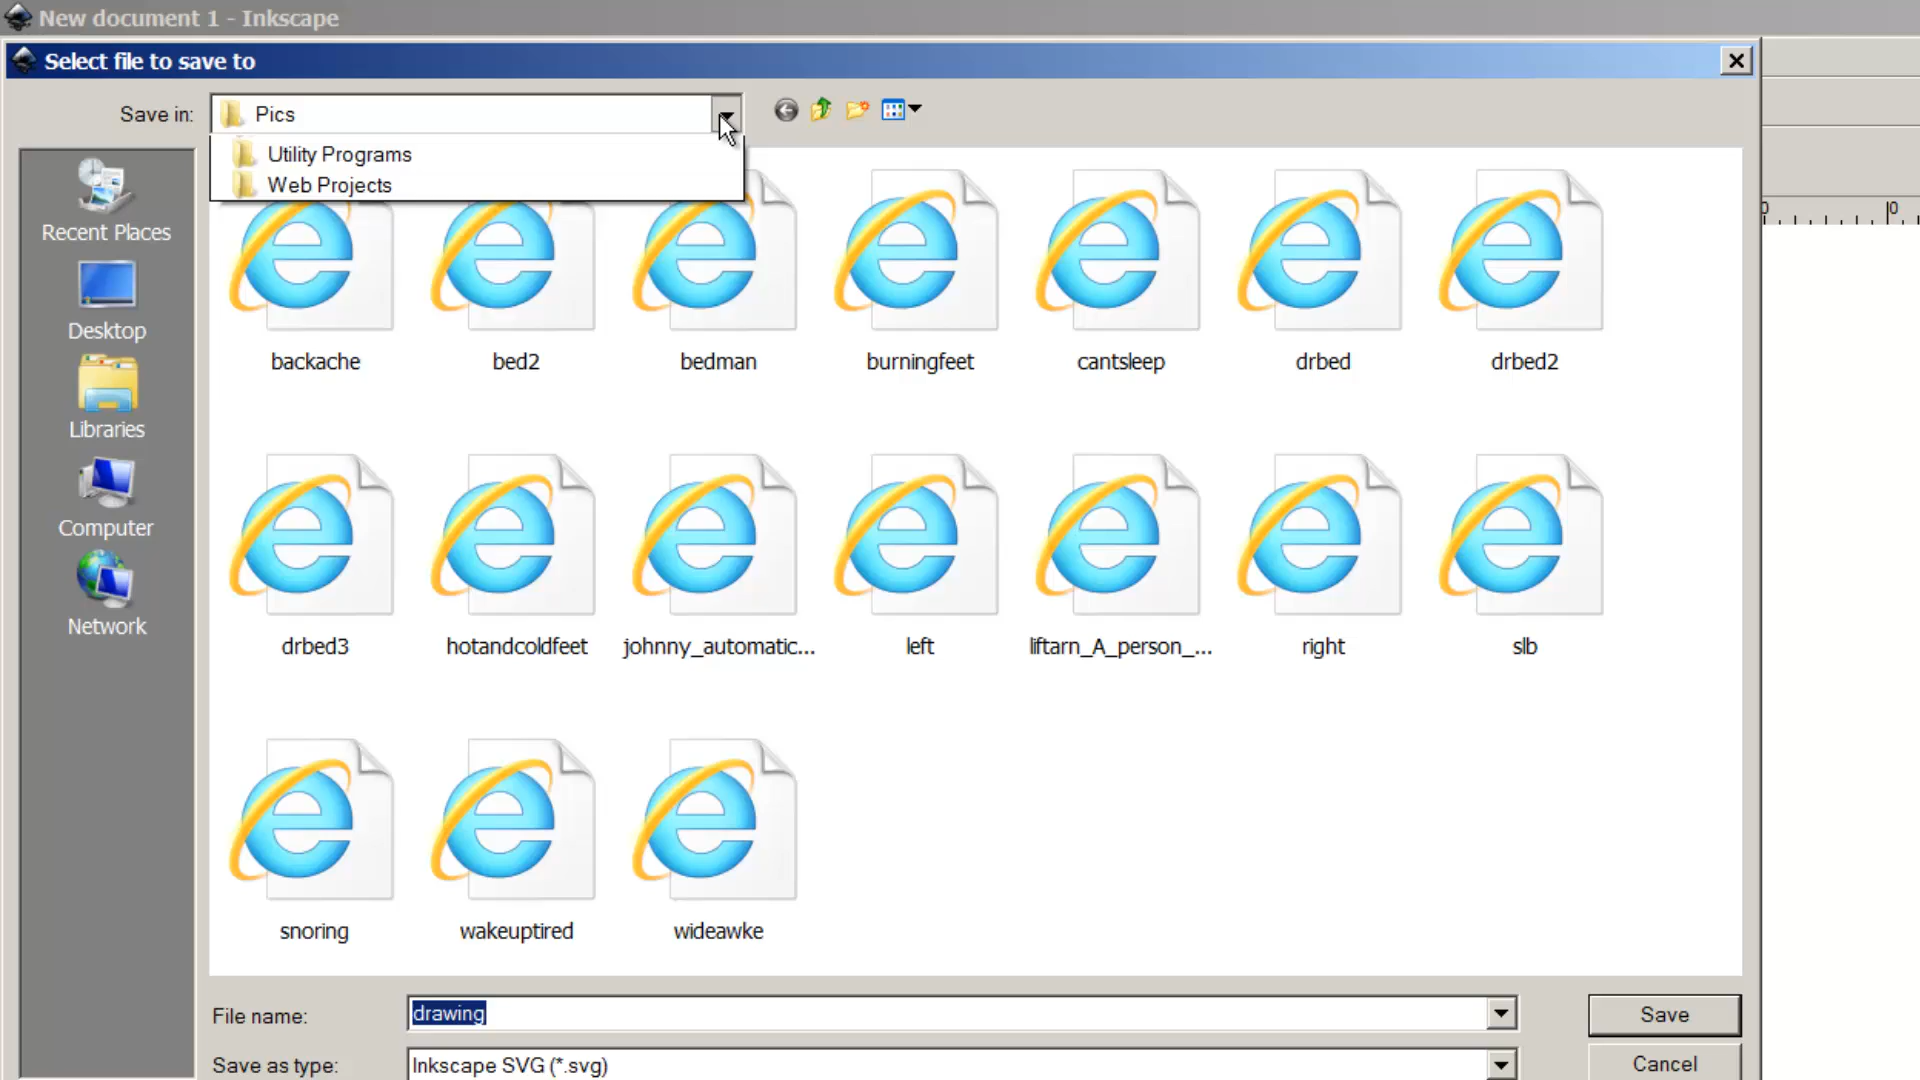 New document 1 - Inkscape
Select file to save to
Save in:
Pics
Utility Programs
Web Projects
Recent Places
Desktop
Libraries
Computer
Network
backache
bed2
bedman
burningfeet
cantsleep
drbed
drbed2
drbed3
hotandcoldfeet
johnny_automatic...
left
liftarn_A_person_...
right
slb
snoring
wakeuptired
wideawke
File name:
drawing
Save
Save as type:
Inkscape SVG (*.svg)
Cancel
0
0